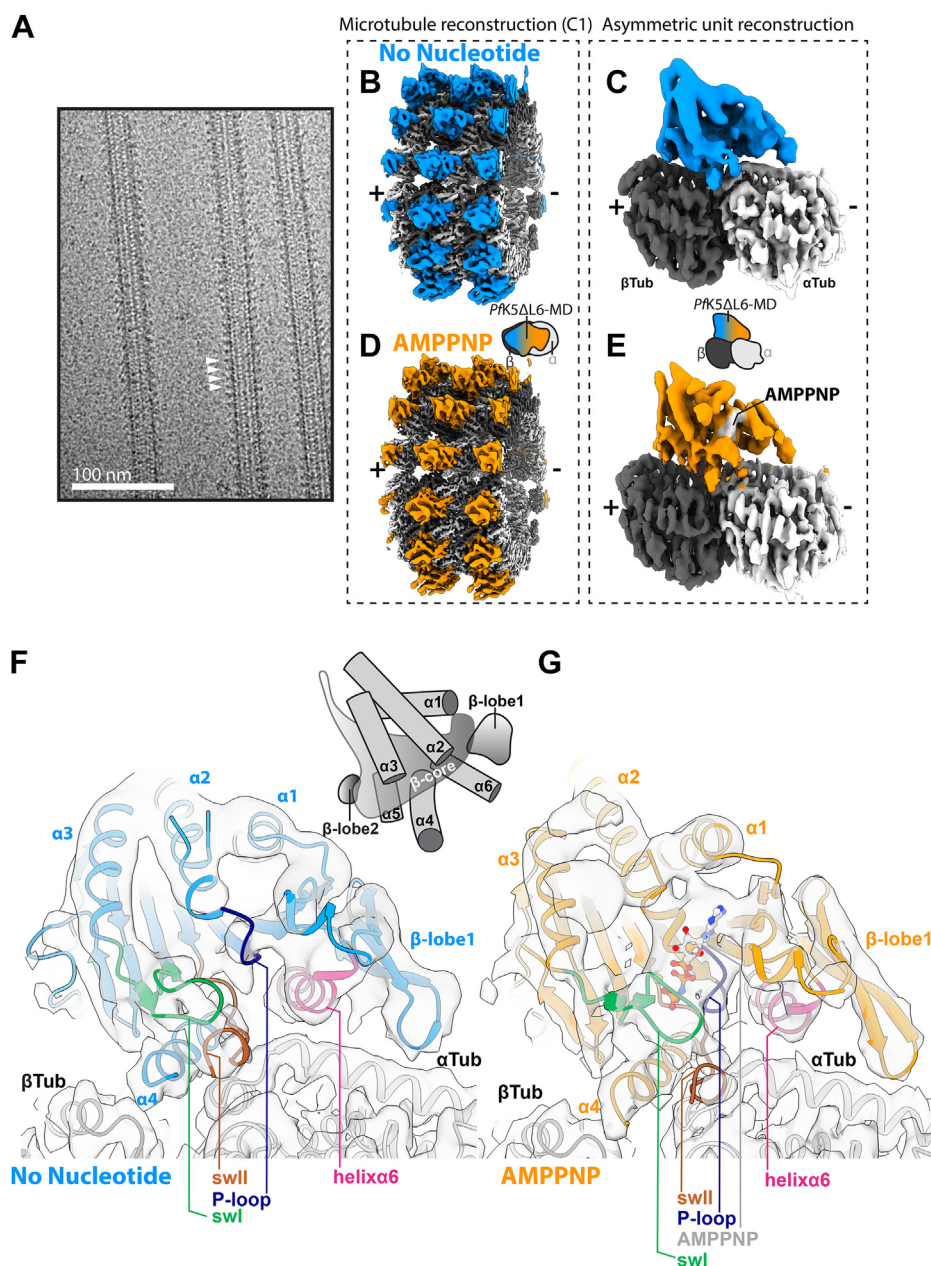 Microtubule reconstruction (C1)
Asymmetric unit reconstruction
A
No Nucleotide
B
C
+
-
+
-
βTub
αTub
100 nm
PfK5ΔL6-MD
β
α
PfK5ΔL6-MD
β
α
D
AMPPNP
E
AMPPNP
+
-
+
-
F
G
α1
β-lobe1
α2
α3
β-core
α6
β-lobe2
α5
α4
α2
α1
α3
β-lobe1
βTub
αTub
α4
No Nucleotide
swII
P-loop
swI
helixα6
α2
α1
α3
β-lobe1
αTub
βTub
α4
AMPPNP
helixα6
swII
P-loop
AMPPNP
swI